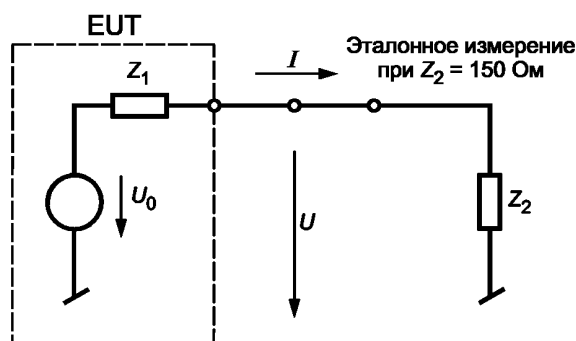 EUT
Z1
I
Эталонное измерение
при Z2 = 150 Ом
U0
U
Z2